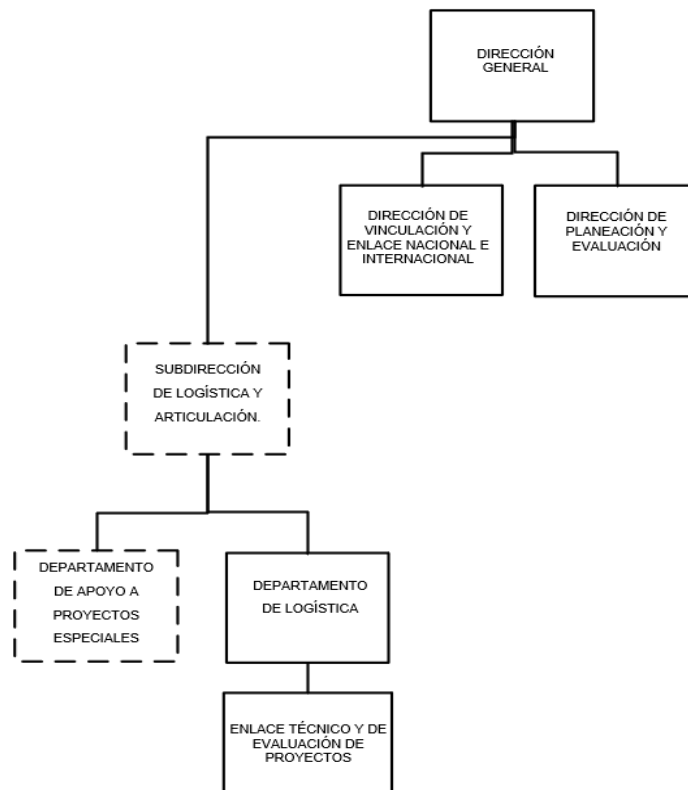 DIRECCIÓN
GENERAL
DIRECCIÓN DE
VINCULACIÓN Y
ENLACE NACIONAL E
INTERNACIONAL
DIRECCIÓN DE
PLANEACIÓN Y
EVALUACIÓN
SUBDIRECCIÓN
DE LOGÍSTICA Y
ARTICULACIÓN.
DEPARTAMENTO
DE APOYO A
PROYECTOS
ESPECIALES
DEPARTAMENTO
DE LOGÍSTICA
ENLACE TÉCNICO Y DE
EVALUACIÓN DE
PROYECTOS